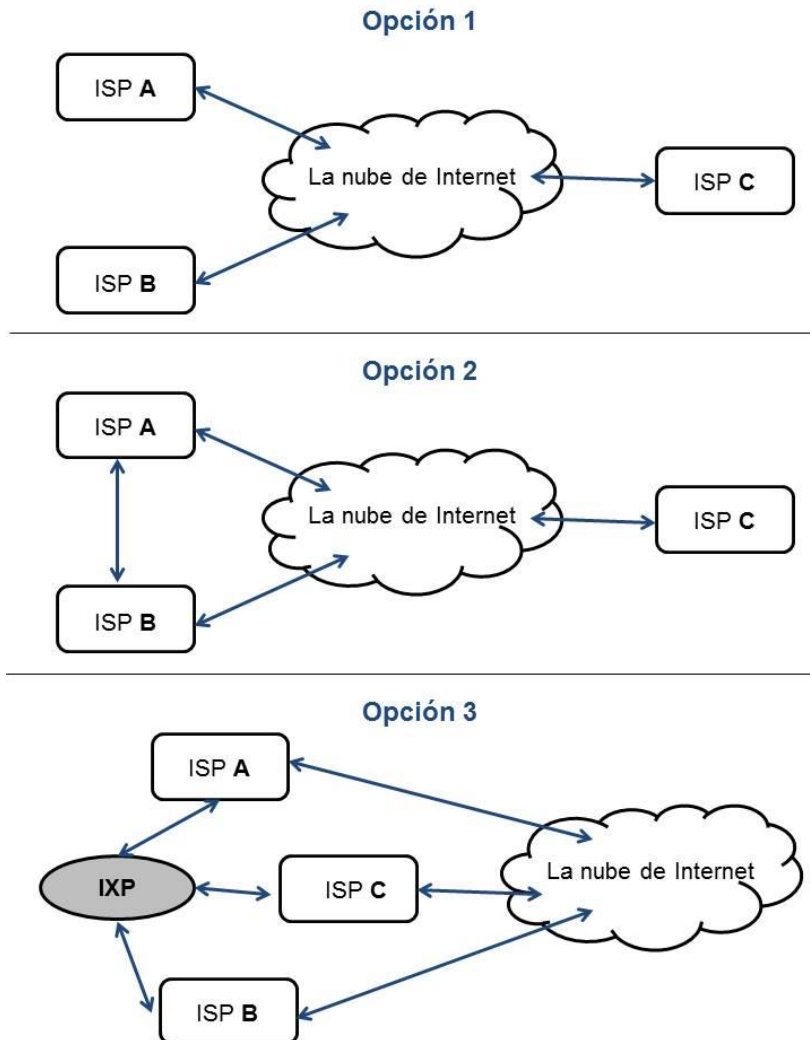 Opción 1
ISP A
La nube de Internet
ISP C
ISP B
Opción 2
ISP A
La nube de Internet
ISP C
ISP B
Opción 3
ISP A
La nube de Internet
IXP
ISP C
ISP B